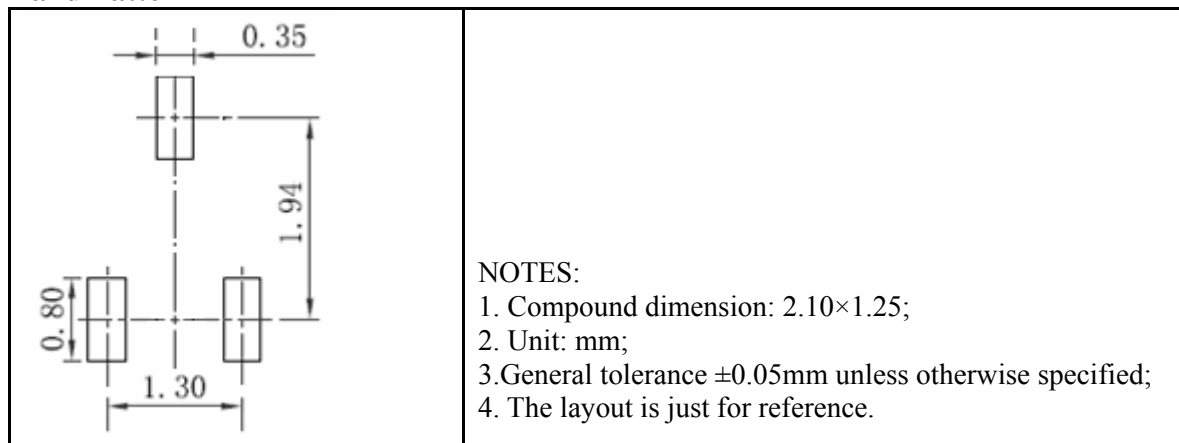 0.35
1.94
0.80
1.30
NOTES:
1. Compound dimension: 2.10×1.25;
2. Unit: mm;
3.General tolerance ±0.05mm unless otherwise specified;
4. The layout is just for reference.